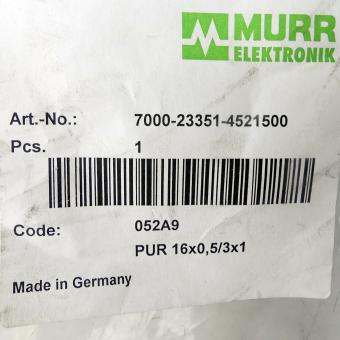 MURR
ELEKTRONIK
Art.-No.: 7000-23351-4521500
Pcs. 1
Code: 052A9
PUR 16x0,5/3x1
Made in Germany